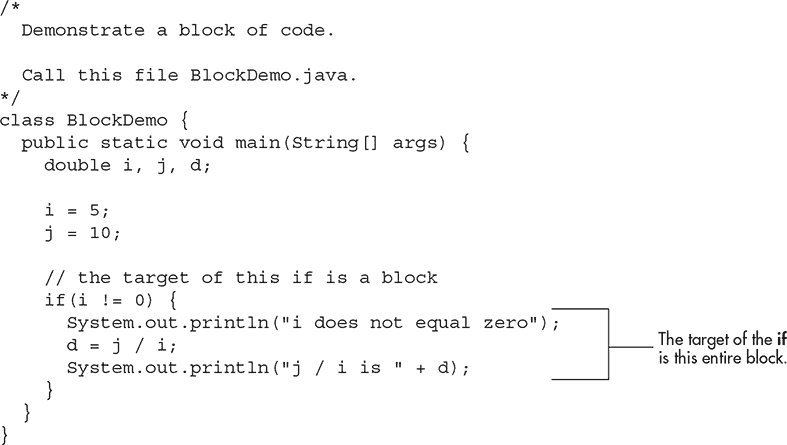 /*
  Demonstrate a block of code.

  Call this file BlockDemo.java.
*/
class BlockDemo {
  public static void main(String[] args) {
    double i, j, d;

    i = 5;
    j = 10;

    // the target of this if is a block
    if(i != 0) {
      System.out.println("i does not equal zero");
      d = j / i;
      System.out.println("j / i is " + d);
    }
  }
}
The target of the if
is this entire block.